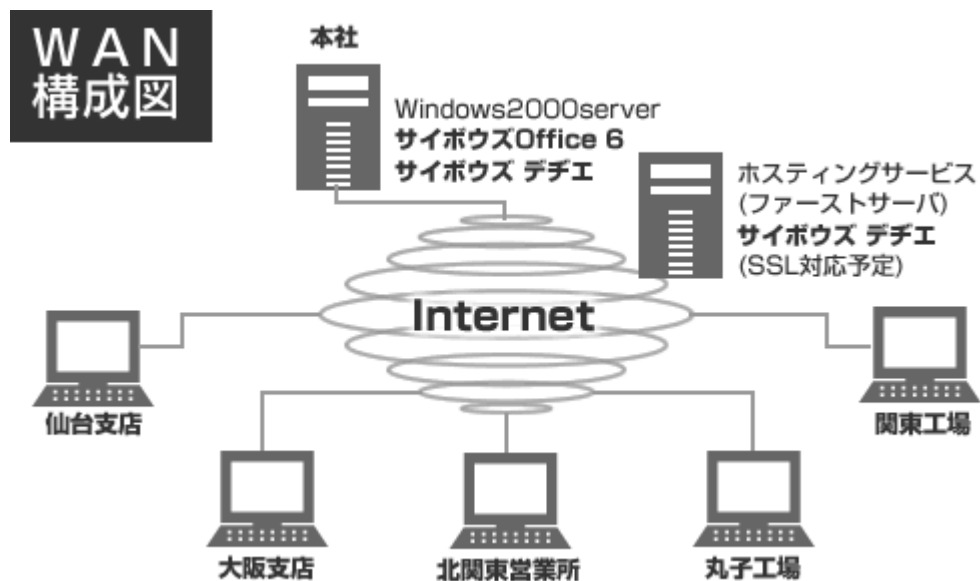 WAN
構成図
本社
Windows2000server
サイボウズOffice 6
サイボウズ デヂエ
ホスティングサービス
(ファーストサーバ)
サイボウズ デヂエ
(SSL対応予定)
Internet
仙台支店
関東工場
大阪支店
北関東営業所
丸子工場